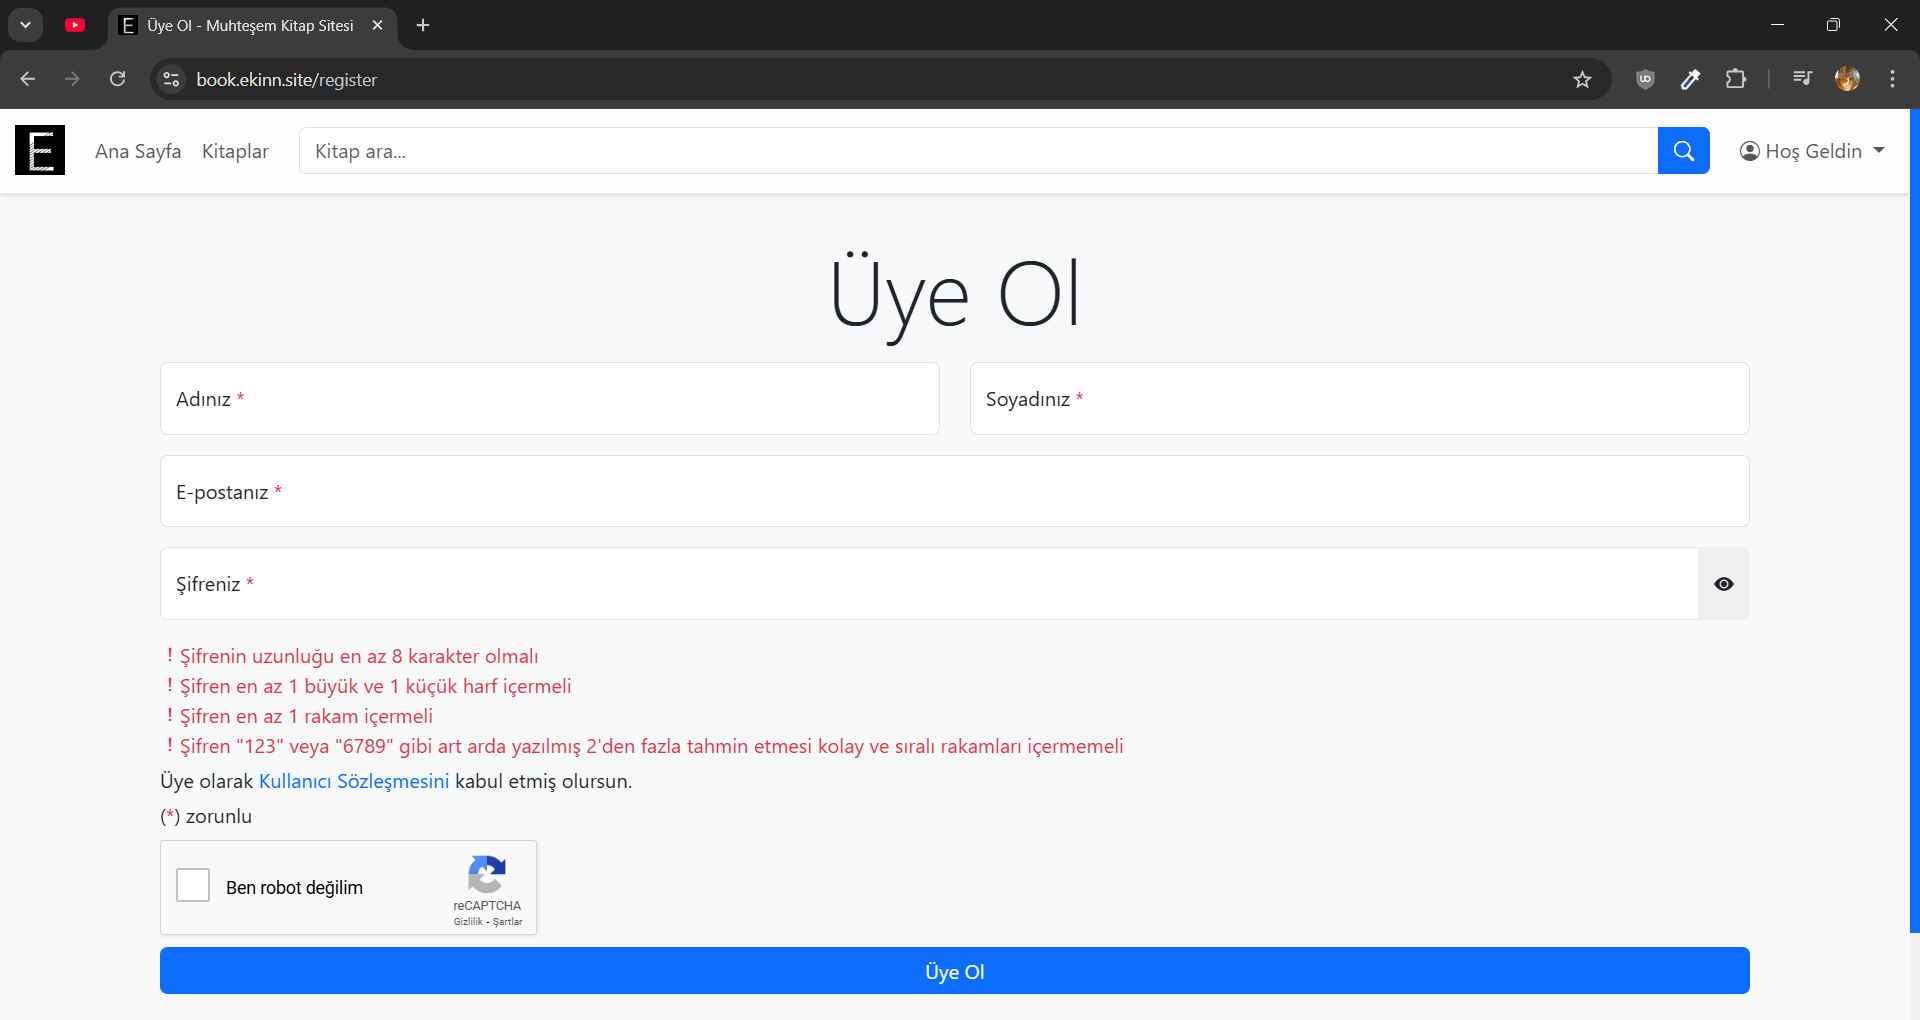 Üye Ol - Muhteşem Kitap Sitesi
book.ekinn.site/register
E
Ana Sayfa
Kitaplar
Kitap ara...
Hoş Geldin
Üye Ol
Adınız *
Soyadınız *
E-postanız *
Şifreniz *
! Şifrenin uzunluğu en az 8 karakter olmalı
! Şifren en az 1 büyük ve 1 küçük harf içermeli
! Şifren en az 1 rakam içermeli
! Şifren "123" veya "6789" gibi art arda yazılmış 2'den fazla tahmin etmesi kolay ve sıralı rakamları içermemeli
Üye olarak Kullanıcı Sözleşmesini kabul etmiş olursun.
(*) zorunlu
Ben robot değilim
reCAPTCHA
Gizlilik - Şartlar
Üye Ol